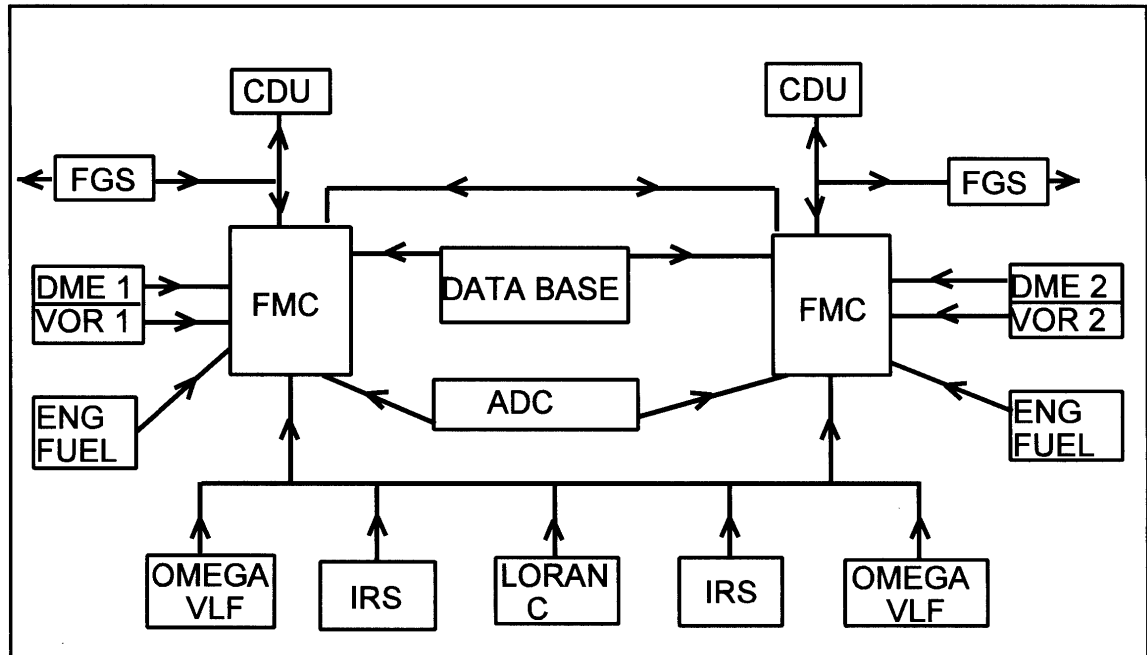 CDU
CDU
FGS
FGS
FMC
DATA BASE
FMC
DME 1
VOR 1
DME 2
VOR 2
ADC
ENG
FUEL
ENG
FUEL
OMEGA
VLF
IRS
LORAN
C
IRS
OMEGA
VLF